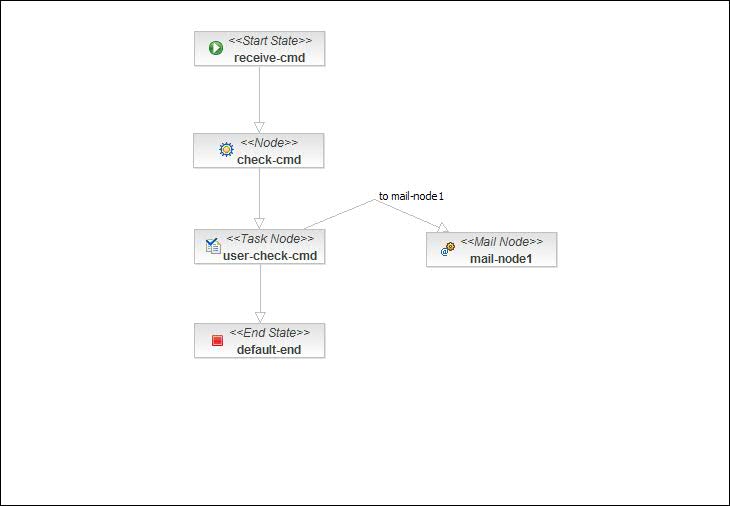 <<Start State>>
receive-cmd
<<Node>>
check-cmd
to mail-node1
<<Task Node>>
user-check-cmd
<<Mail Node>>
mail-node1
<<End State>>
default-end